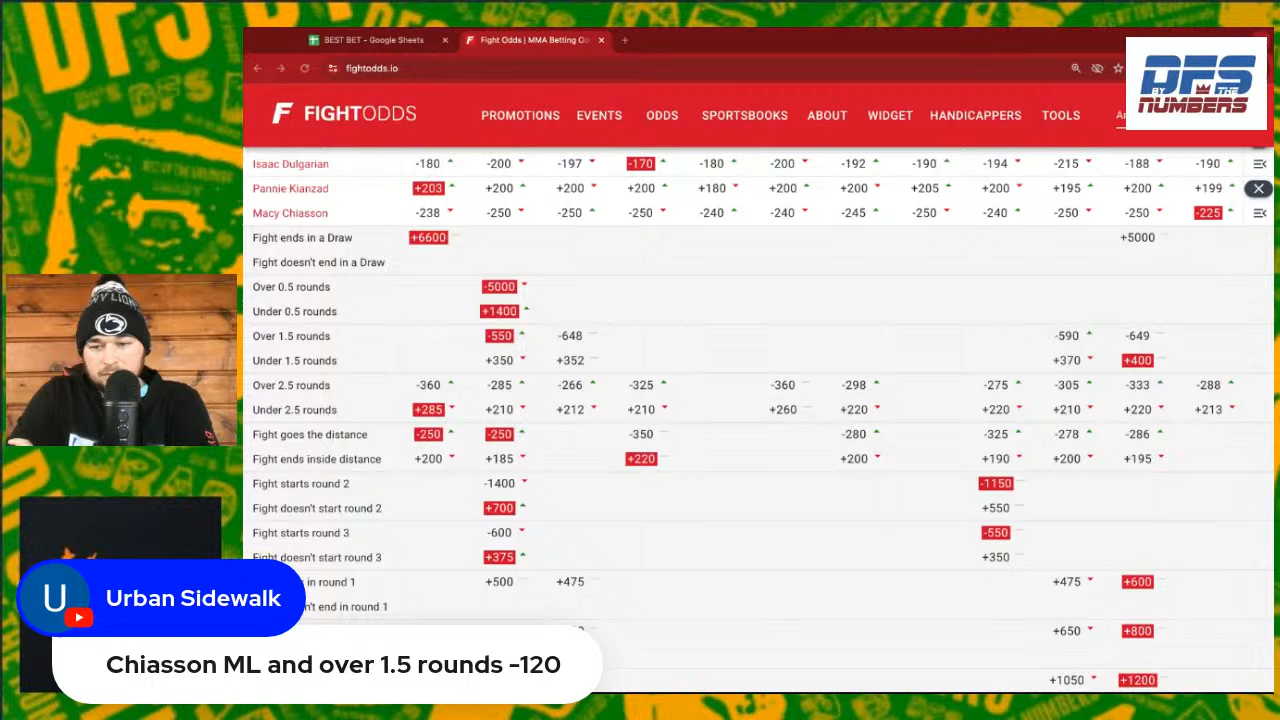 BEST BET - Google Sheets
Fight Odds | MMA Betting Od
fightodds.io
DFS
BY THE
NUMBERS
FIGHTODDS
PROMOTIONS EVENTS ODDS SPORTSBOOKS ABOUT WIDGET HANDICAPPERS TOOLS
Isaac Dulgarian -180 -200 -197 -170 -180 -200 -192 -190 -194 -215 -188 -190
Pannie Kianzad +203 +200 +200 +200 +180 +200 +200 +205 +200 +195 +200 +199
Macy Chiasson -238 -250 -250 -250 -240 -240 -245 -250 -240 -250 -250 -225
Fight ends in a Draw +6600 +5000
Fight doesn't end in a Draw
Over 0.5 rounds -5000
Under 0.5 rounds +1400
Over 1.5 rounds -550 -648 -590 -649
Under 1.5 rounds +350 +352 +370 +400
Over 2.5 rounds -360 -285 -266 -325 -360 -298 -275 -305 -333 -288
Under 2.5 rounds +285 +210 +212 +210 +260 +220 +220 +210 +220 +213
Fight goes the distance -250 -250 -350 -280 -325 -278 -286
Fight ends inside distance +200 +185 +220 +200 +190 +200 +195
Fight starts round 2 -1400 -1150
Fight doesn't start round 2 +700 +550
Fight starts round 3 -600 -550
Fight doesn't start round 3 +375 +350
in round 1 +500 +475 +475 +600
n't end in round 1
+650 +800
+1050 +1200
U
Urban Sidewalk
Chiasson ML and over 1.5 rounds -120